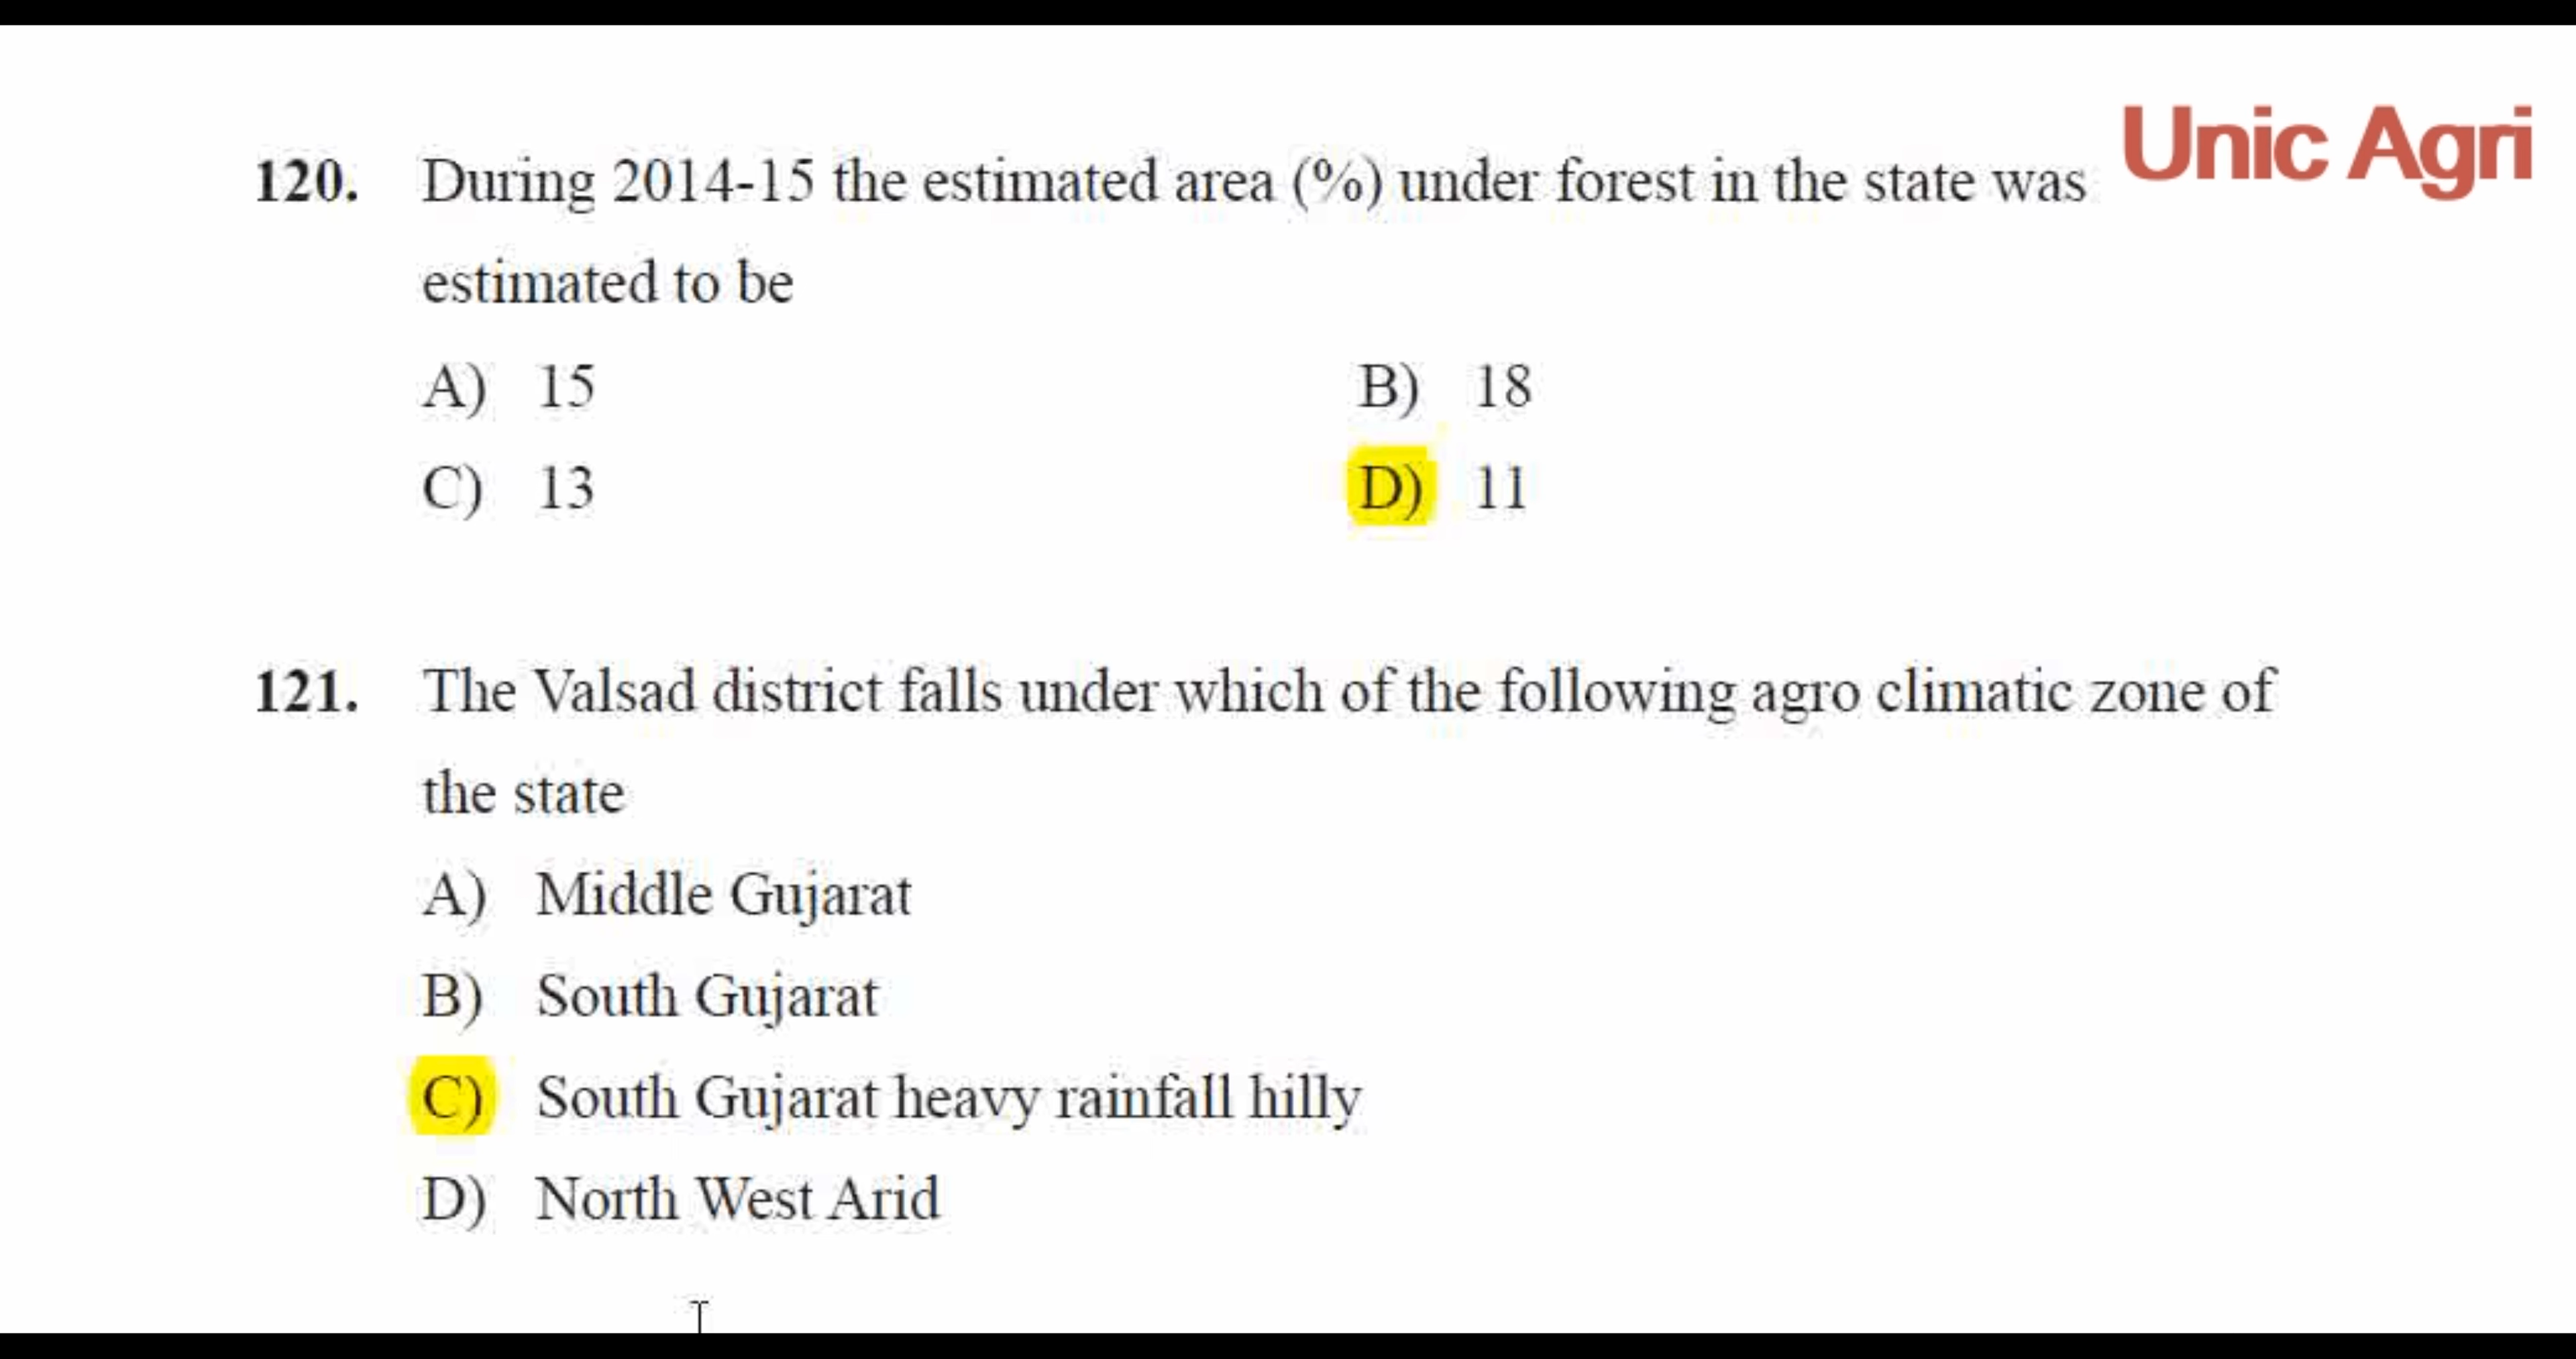 Unic Agri
120. During 2014-15 the estimated area (%) under forest in the state was
estimated to be
A) 15 B) 18
C) 13 D) 11
121. The Valsad district falls under which of the following agro climatic zone of
the state
A) Middle Gujarat
B) South Gujarat
C) South Gujarat heavy rainfall hilly
D) North West Arid